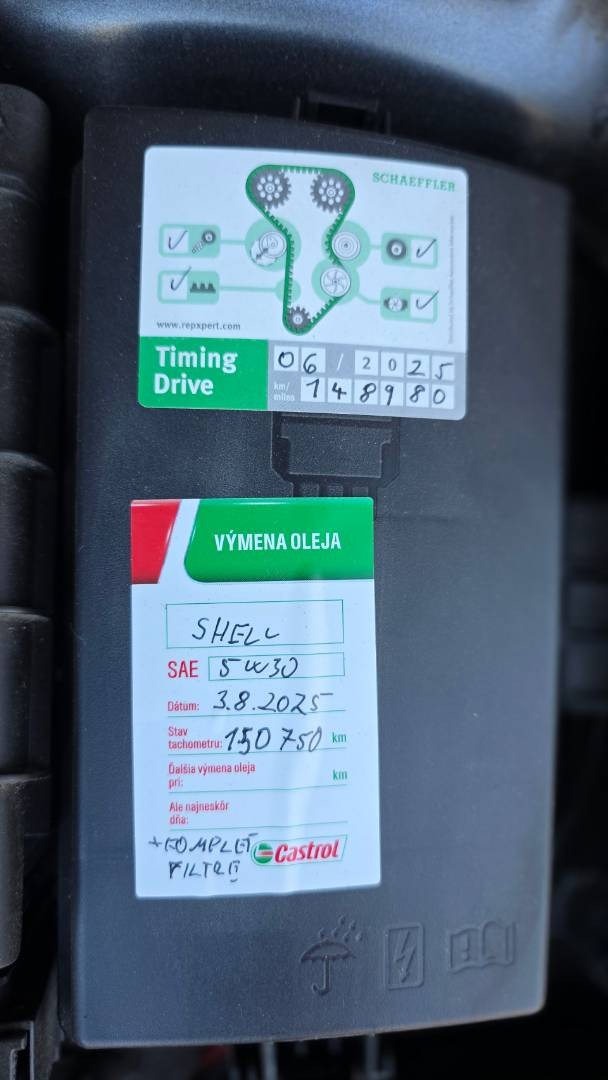 SCHAEFFLER
www.repxpert.com
Timing Drive
06 / 2025
km/miles 148980
VÝMENA OLEJA
SHELL
SAE 5W30
Dátum: 3.8.2025
Stav tachometru: 150 750 km
Ďalšia výmena oleja pri: km
Ale najneskôr dňa:
+KOMPLET Castrol
FILTRE